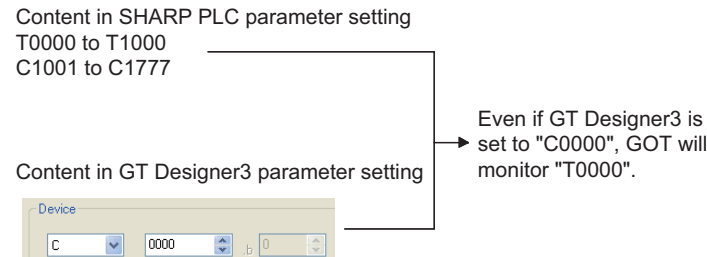 Content in SHARP PLC parameter setting
T0000 to T1000
C1001 to C1777
Even if GT Designer3 is
set to "C0000", GOT will
monitor "T0000".
Content in GT Designer3 parameter setting
Device
C 0000 b 0